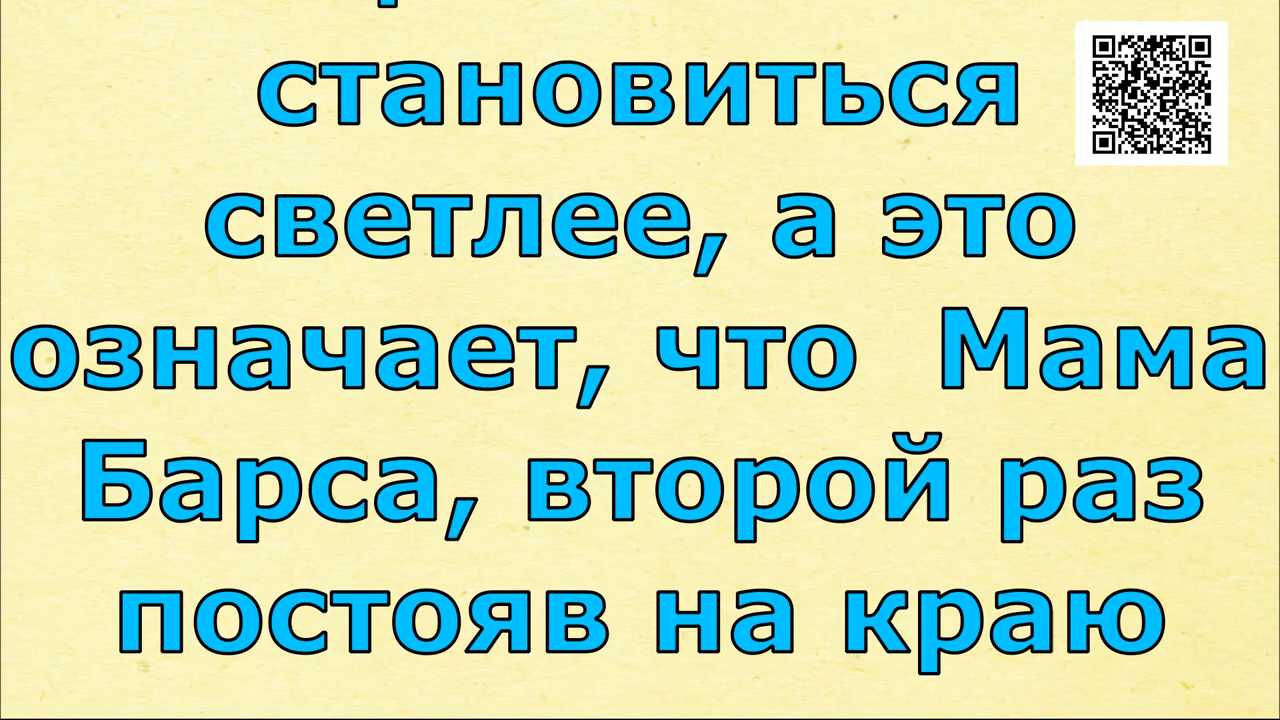 становиться
светлее, а это
означает, что  Мама
Барса, второй раз
постояв на краю